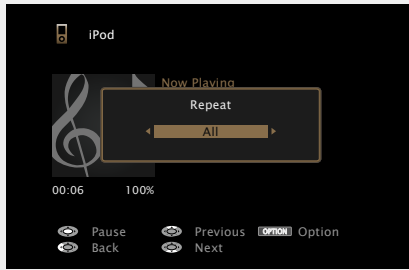 iPod
Now Playing
Repeat
All
00:06 100%
Pause Previous OPTION Option
Back Next